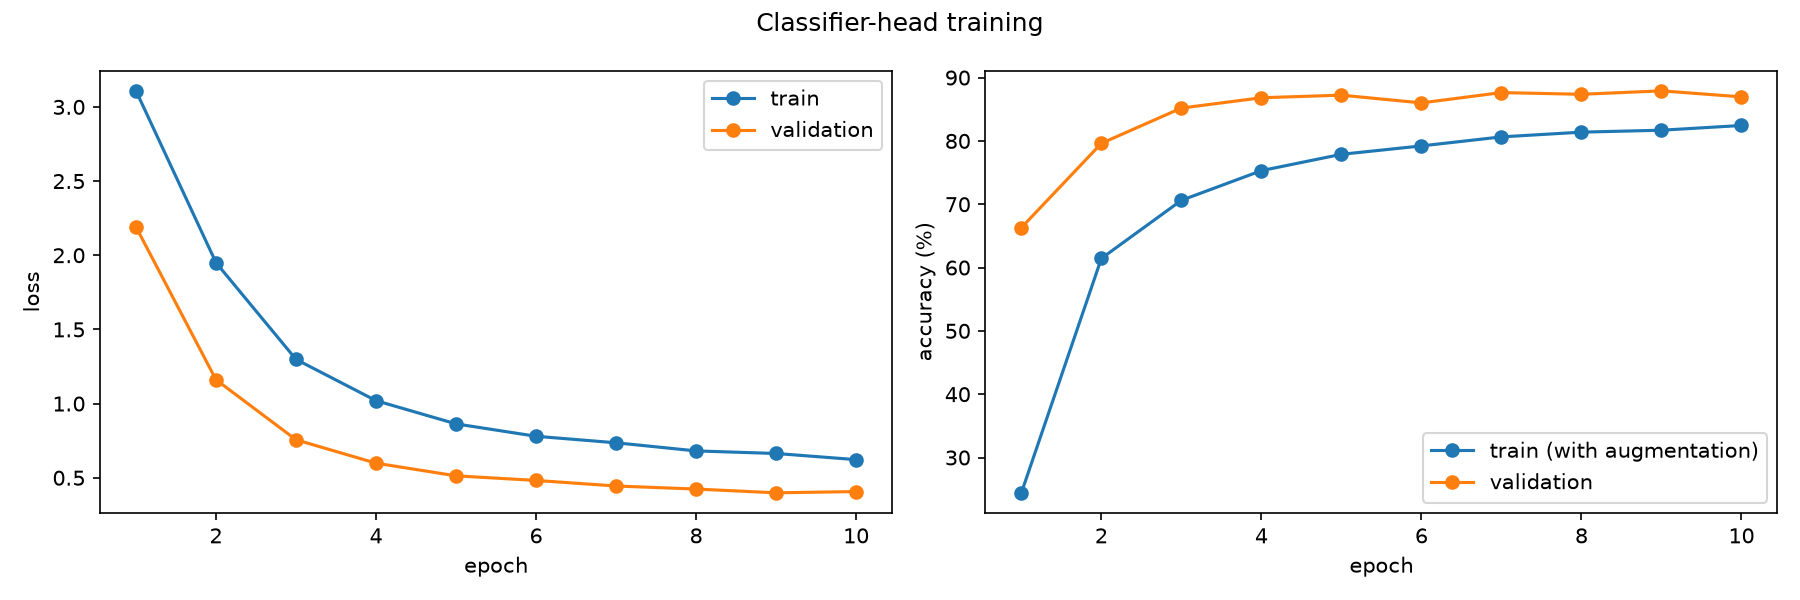 Classifier-head training
loss
3.0
2.5
2.0
1.5
1.0
0.5
train
validation
2 4 6 8 10
epoch
accuracy (%)
90
80
70
60
50
40
30
train (with augmentation)
validation
2 4 6 8 10
epoch